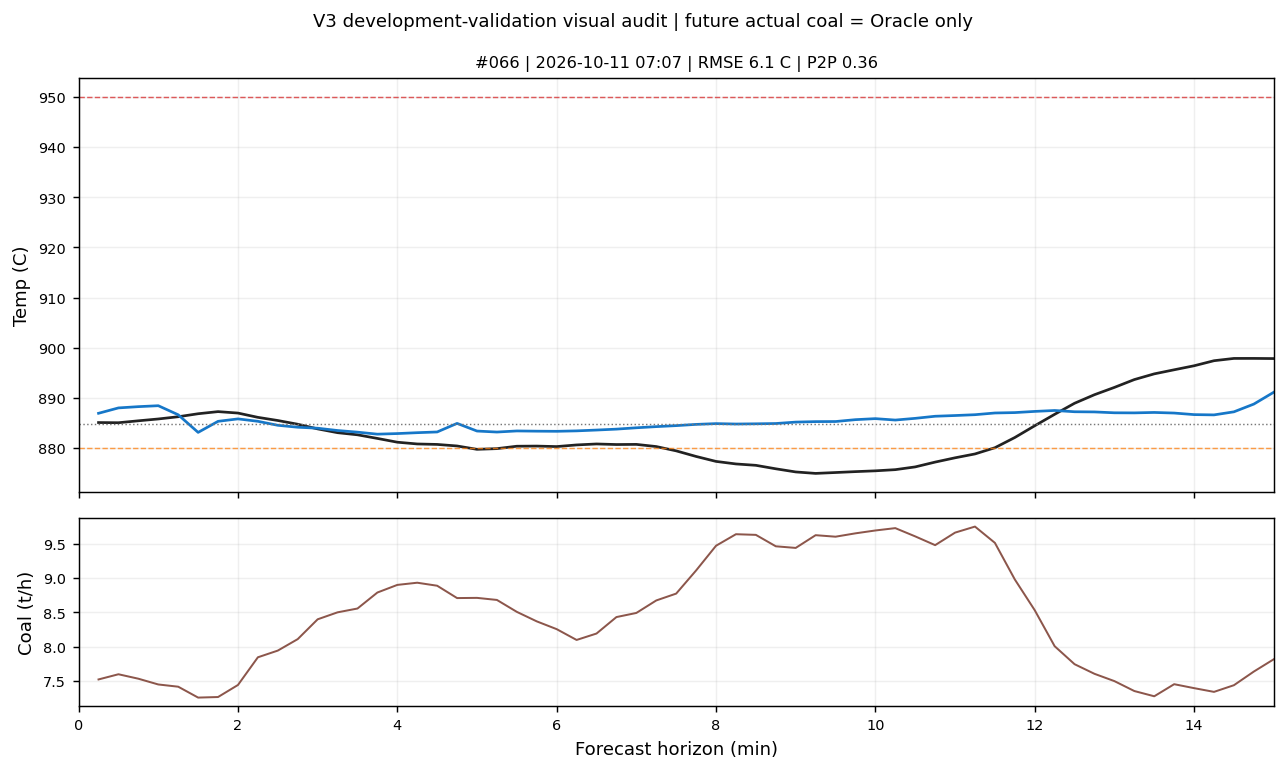 V3 development-validation visual audit | future actual coal = Oracle only
#066 | 2026-10-11 07:07 | RMSE 6.1 C | P2P 0.36
950
940
930
920
910
900
890
880
Temp (C)
9.5
9.0
8.5
8.0
7.5
Coal (t/h)
0 2 4 6 8 10 12 14
Forecast horizon (min)